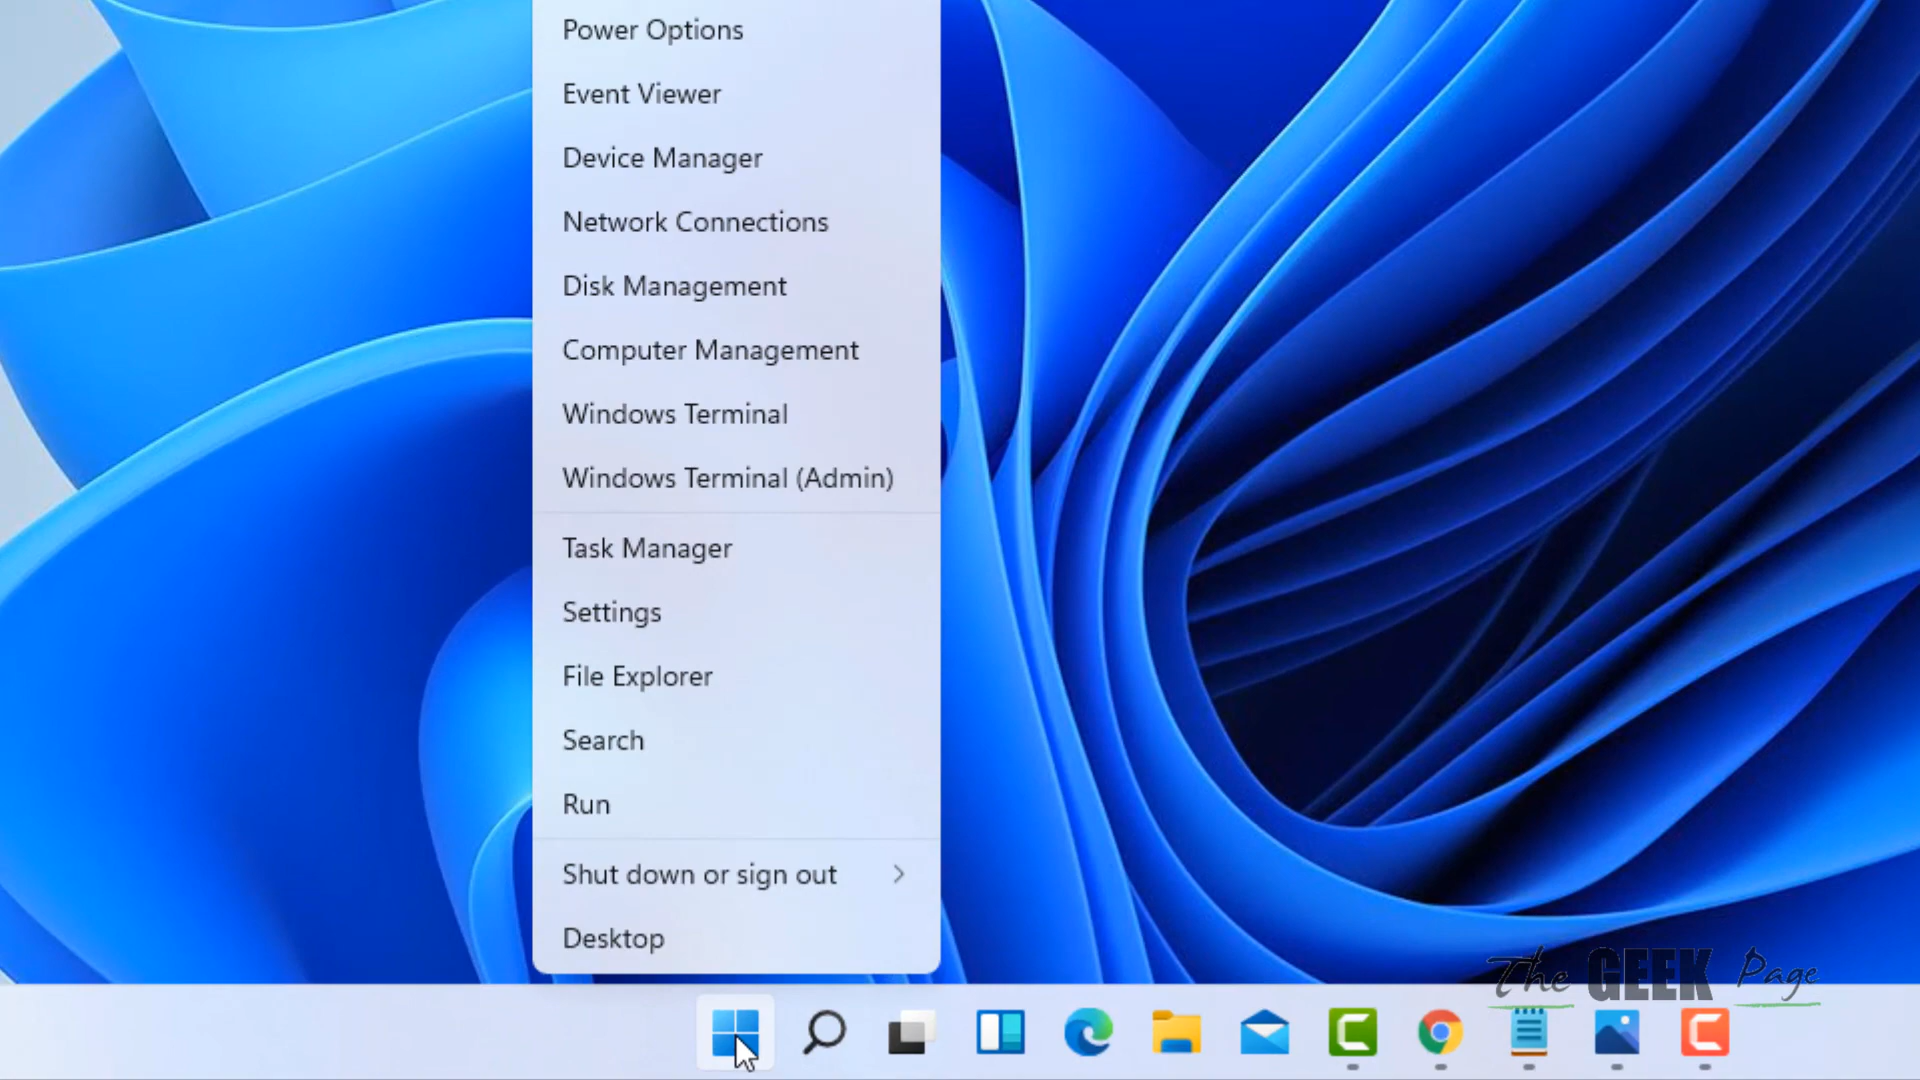 Power Options
Event Viewer
Device Manager
Network Connections
Disk Management
Computer Management
Windows Terminal
Windows Terminal (Admin)
Task Manager
Settings
File Explorer
Search
Run
Shut down or sign out
Desktop
The GEEK Page